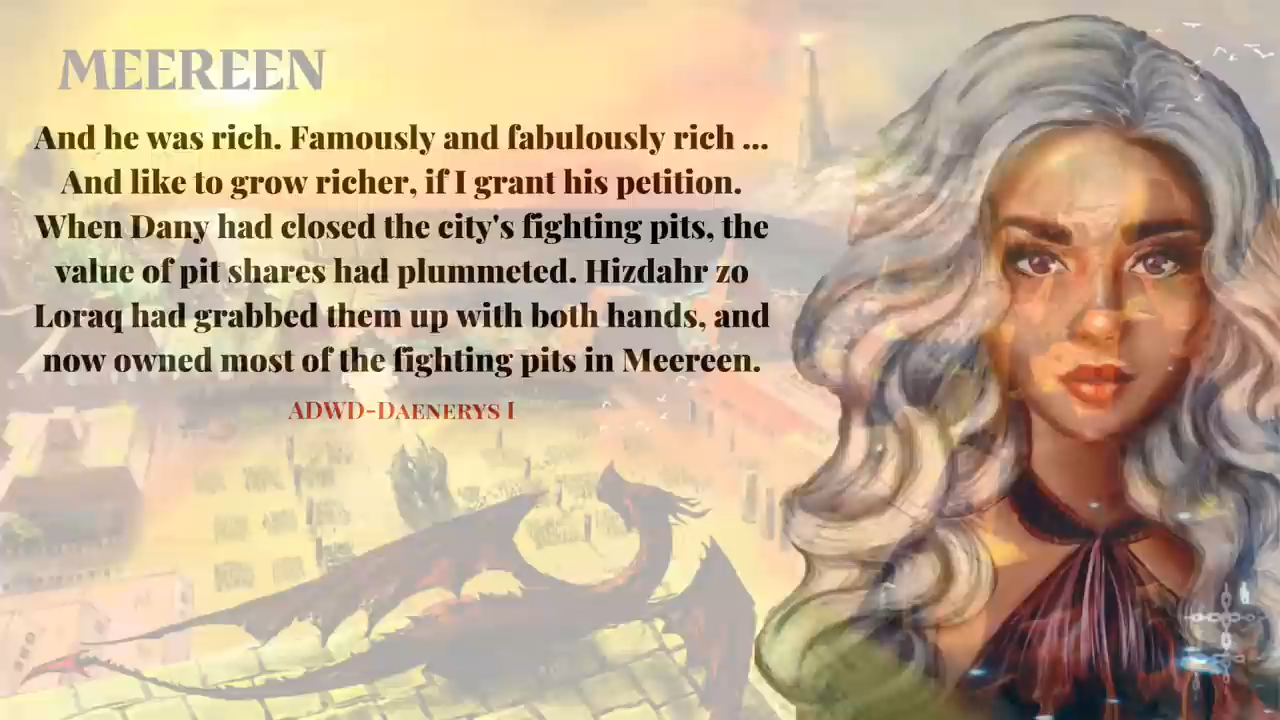 MEEREEN
And he was rich. Famously and fabulously rich ...
And like to grow richer, if I grant his petition.
When Dany had closed the city's fighting pits, the
value of pit shares had plummeted. Hizdahr zo
Loraq had grabbed them up with both hands, and
now owned most of the fighting pits in Meereen.
ADWD-Daenerys I